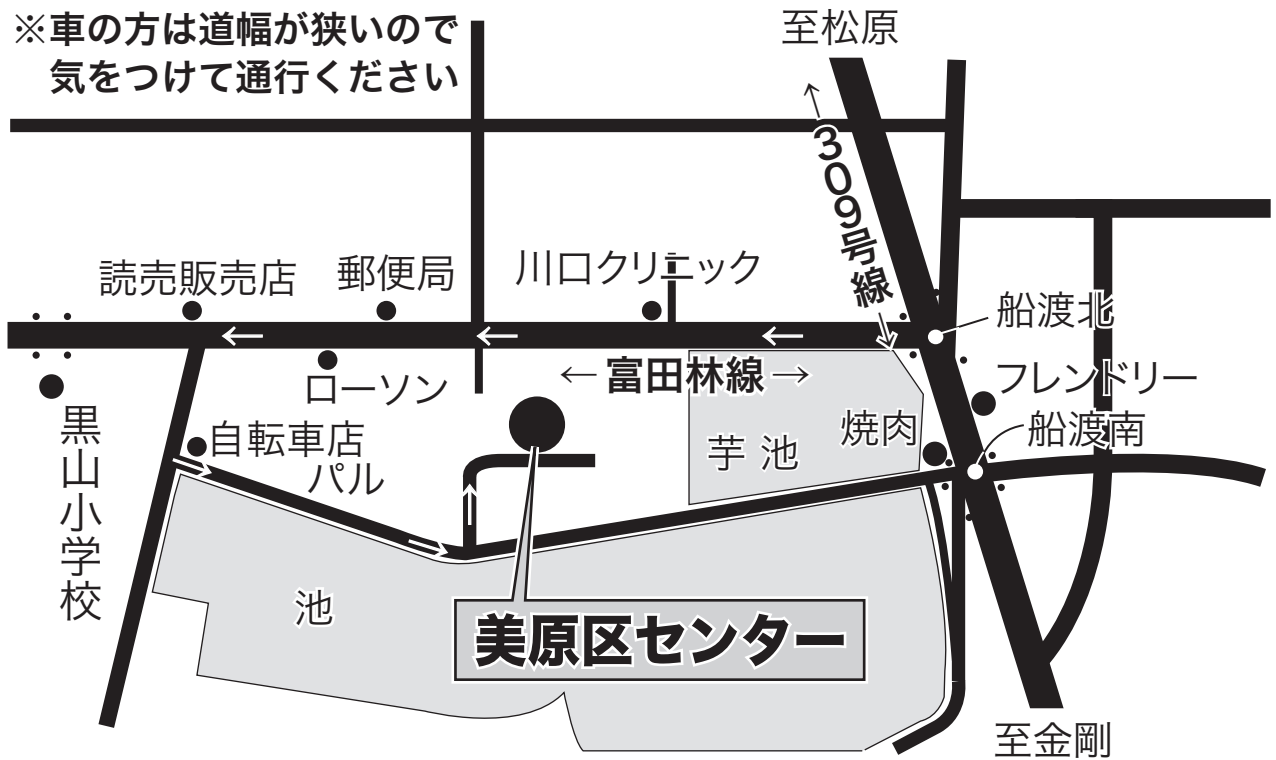 ※車の方は道幅が狭いので
気をつけて通行ください
至松原
↑309号線↓
読売販売店
郵便局
川口クリニック
船渡北
←富田林線→
フレンドリー
ローソン
黒山小学校
自転車店
パル
芋池
焼肉
船渡南
池
美原区センター
至金剛